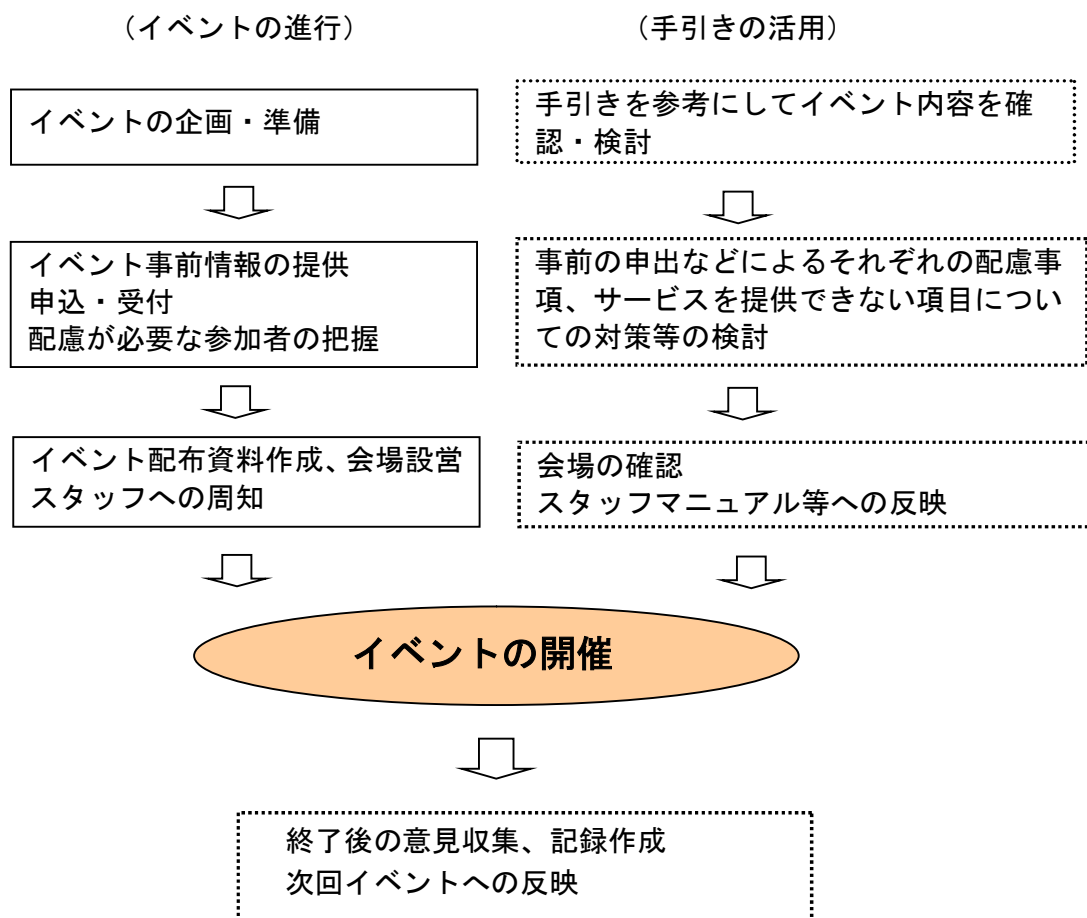 （イベントの進行）
（手引きの活用）
イベントの企画・準備
手引きを参考にしてイベント内容を確
認・検討
イベント事前情報の提供
申込・受付
配慮が必要な参加者の把握
事前の申出などによるそれぞれの配慮事
項、サービスを提供できない項目につい
ての対策等の検討
イベント配布資料作成、会場設営
スタッフへの周知
会場の確認
スタッフマニュアル等への反映
イベントの開催
終了後の意見収集、記録作成
次回イベントへの反映